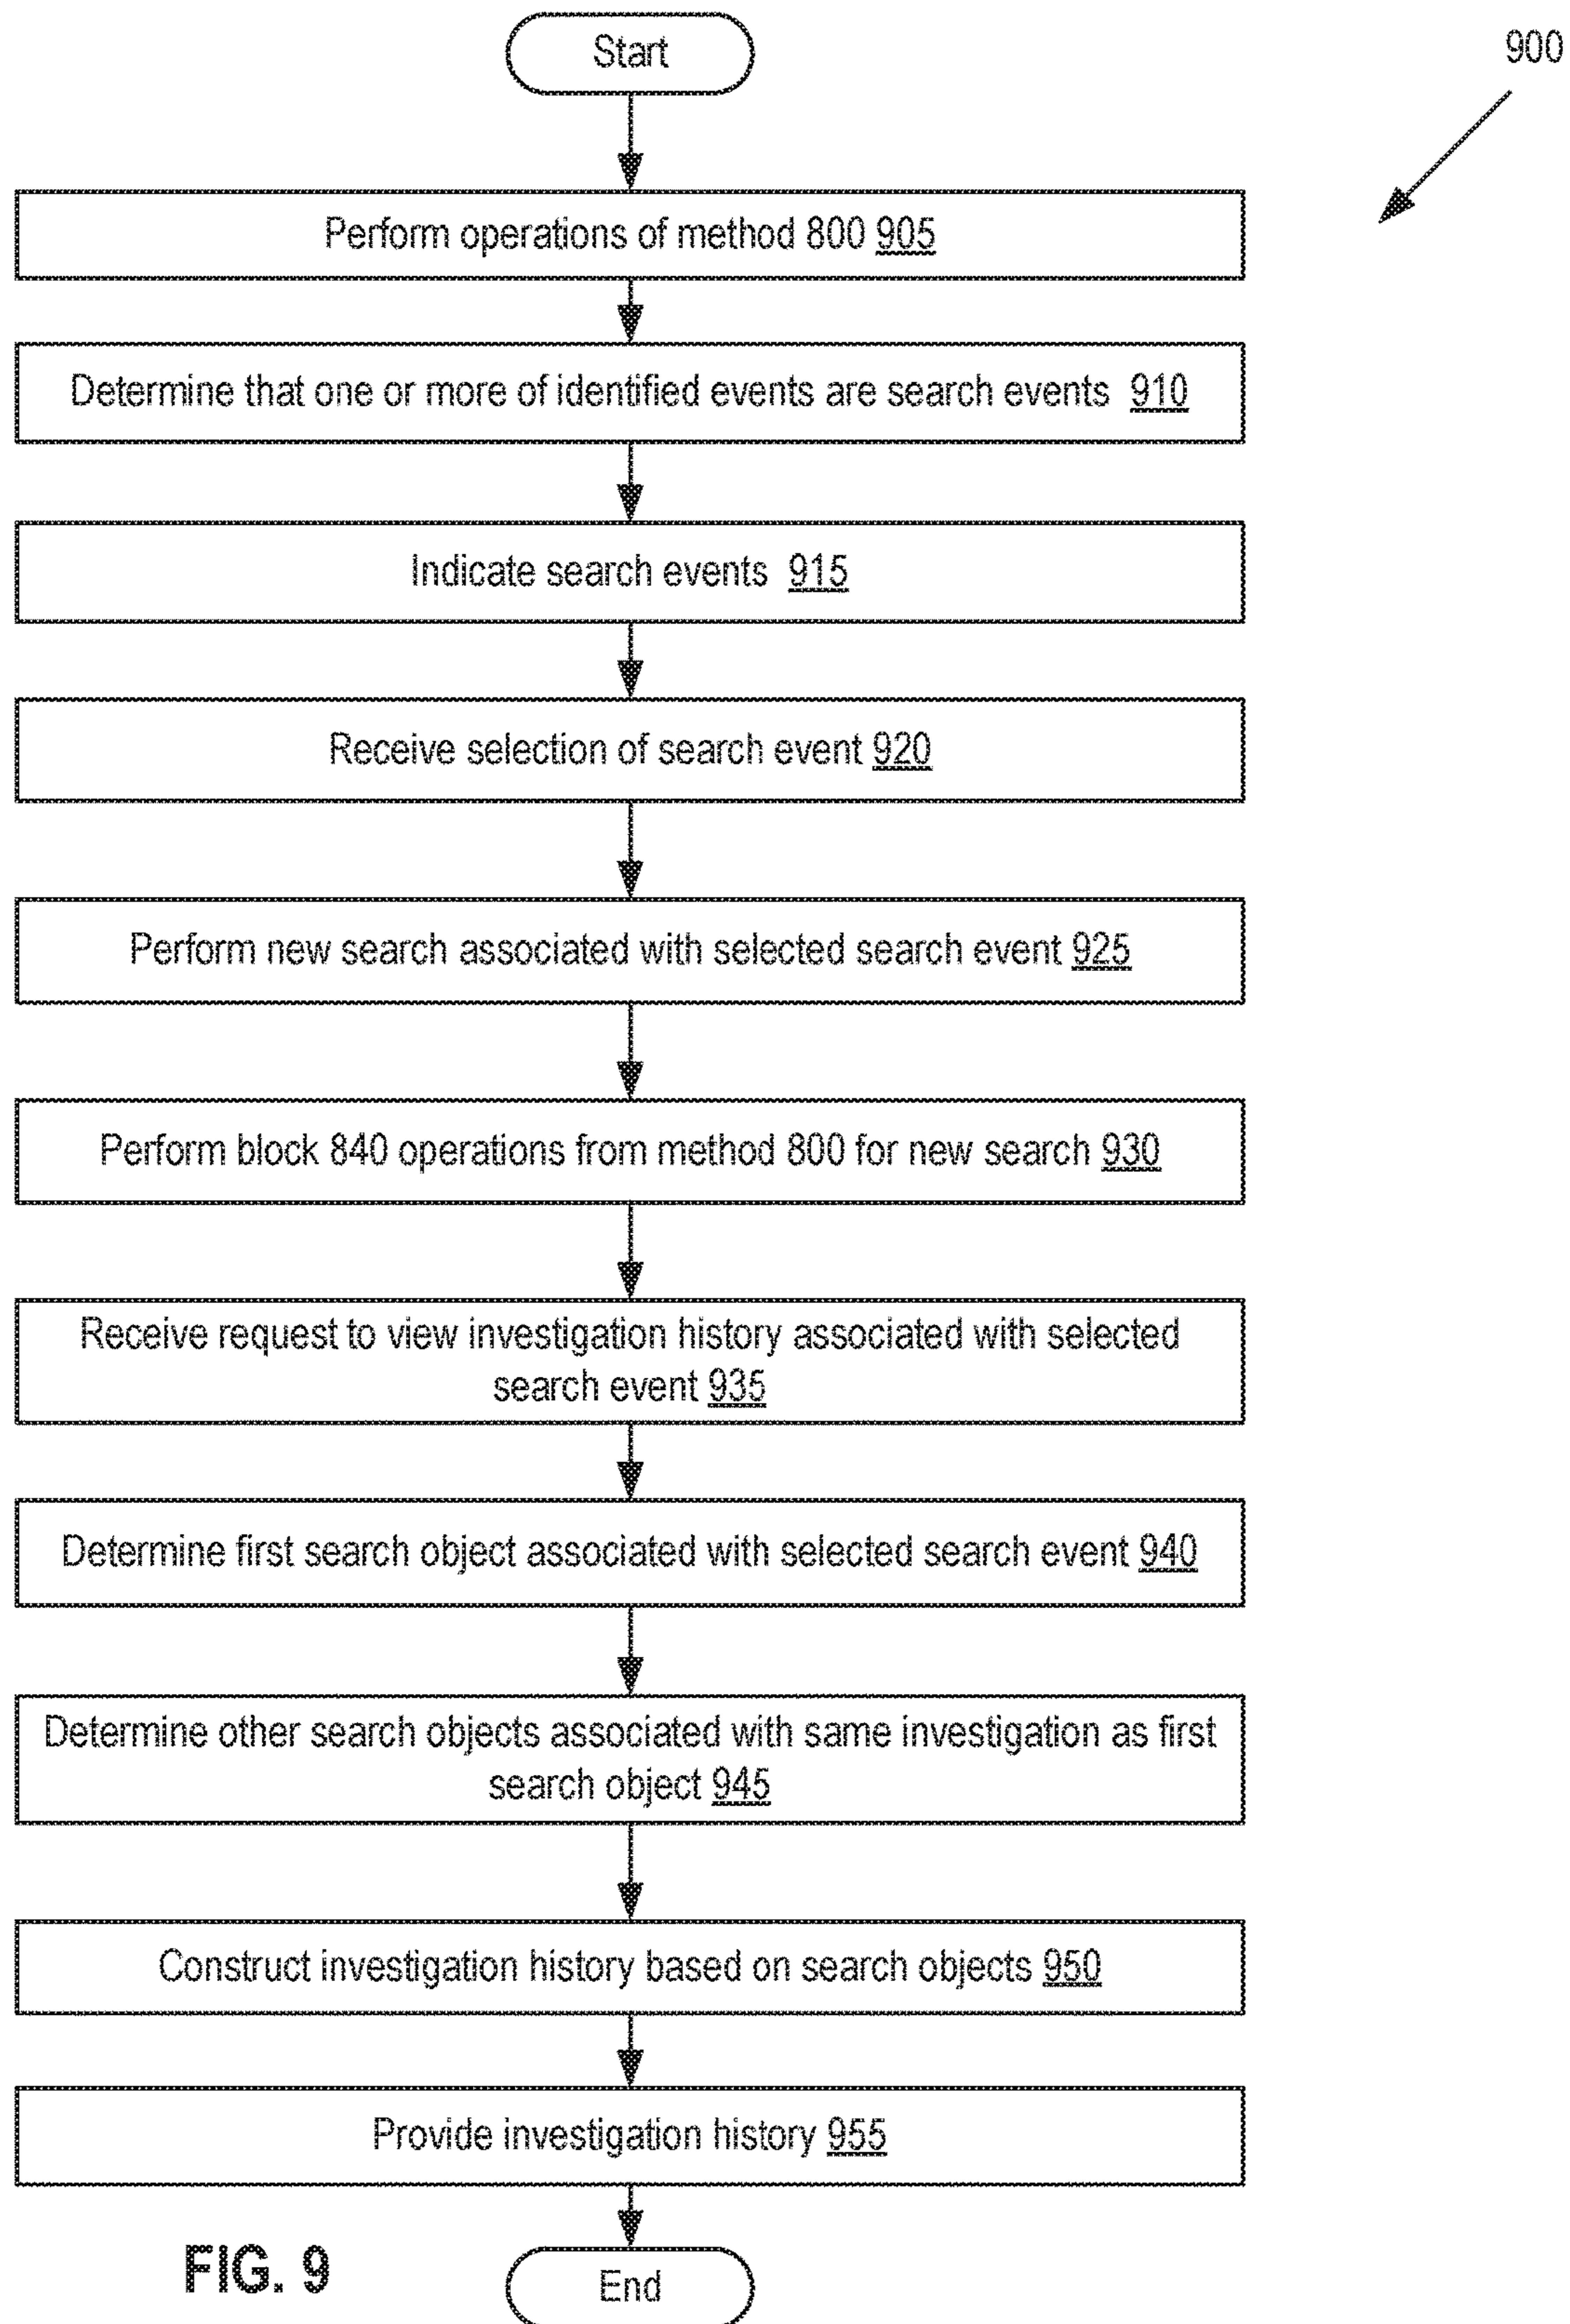 Start
900
Perform operations of method 800 905
Determine that one or more of identified events are search events 910
Indicate search events 915
Receive selection of search event 920
Perform new search associated with selected search event 925
Perform block 840 operations from method 800 for new search 930
Receive request to view investigation history associated with selected
search event 935
Determine first search object associated with selected search event 940
Determine other search objects associated with same investigation as first
search object 945
Construct investigation history based on search objects 950
Provide investigation history 955
FIG. 9
End